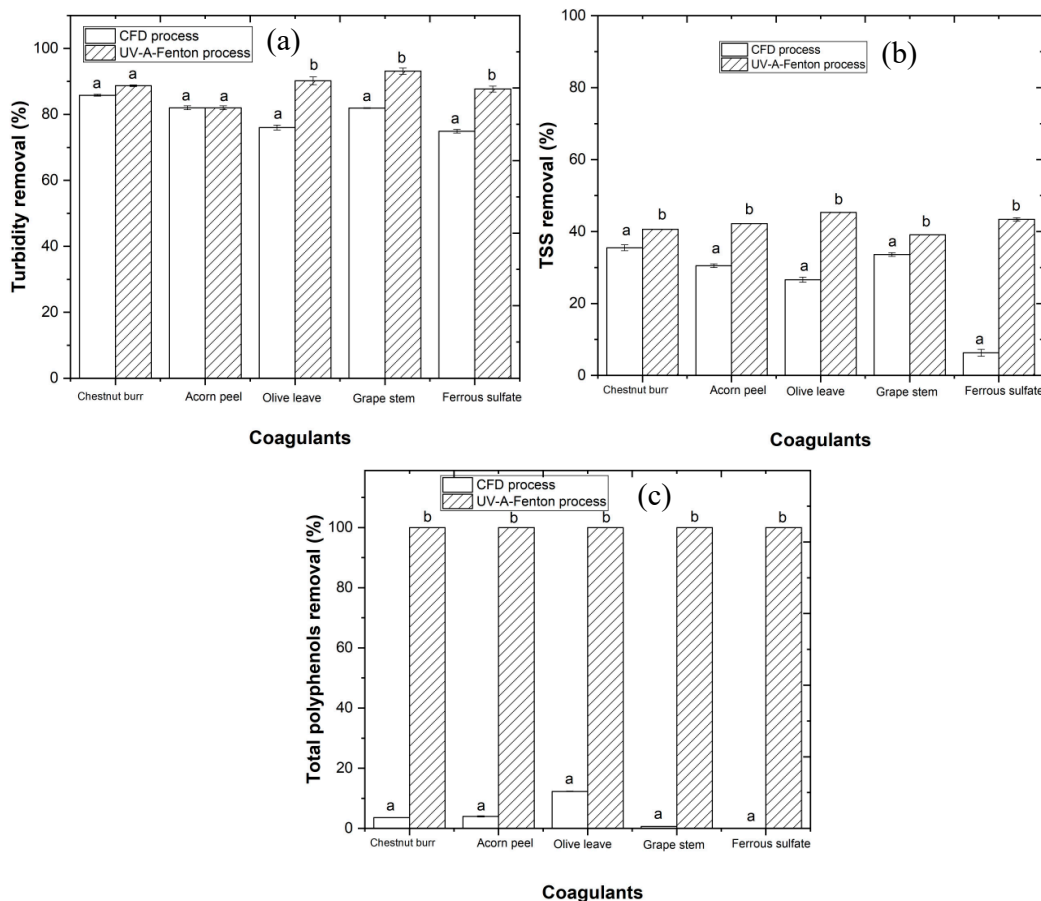 CFD process
UV-A-Fenton process
(a)
Turbidity removal (%)
100
80
60
40
20
0
a a
a a
a b
a b
a b
Chestnut burr Acorn peel Olive leave Grape stem Ferrous sulfate
Coagulants
CFD process
UV-A-Fenton process
(b)
TSS removal (%)
100
80
60
40
20
0
a b
a b
a b
a b
a b
Chestnut burr Acorn peel Olive leave Grape stem Ferrous sulfate
Coagulants
CFD process
UV-A-Fenton process
(c)
Total polyphenols removal (%)
100
80
60
40
20
0
a b
a b
a b
a b
a b
Chestnut burr Acorn peel Olive leave Grape stem Ferrous sulfate
Coagulants